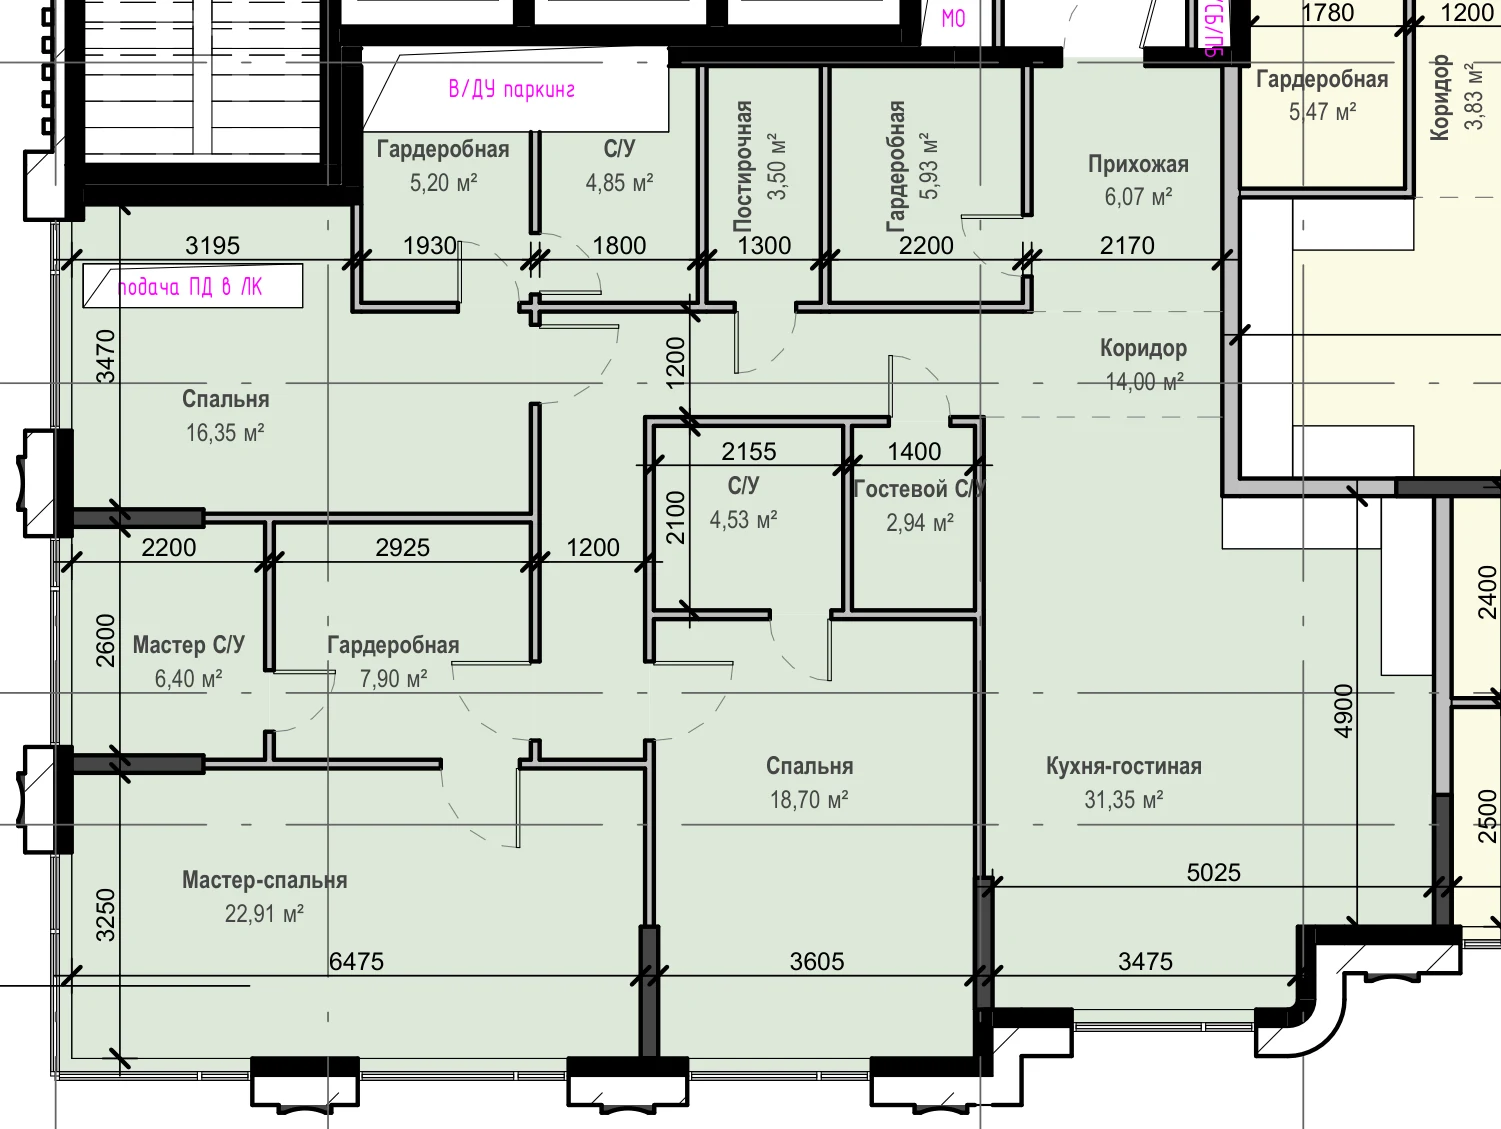 МО
УСБ/ПБ
1780
1200
В/ДУ паркинг
Гардеробная
5,47 м²
Коридор
3,83 м²
Гардеробная
5,20 м²
С/У
4,85 м²
Постирочная
3,50 м²
Гардеробная
5,93 м²
Прихожая
6,07 м²
3195
1930
1800
1300
2200
2170
подача ПД в ЛК
3470
1200
Коридор
14,00 м²
Спальня
16,35 м²
2155
1400
С/У
4,53 м²
Гостевой С/У
2,94 м²
2100
2200
2925
1200
2400
2600
Мастер С/У
6,40 м²
Гардеробная
7,90 м²
4900
Спальня
18,70 м²
Кухня-гостиная
31,35 м²
2500
Мастер-спальня
22,91 м²
5025
3250
6475
3605
3475